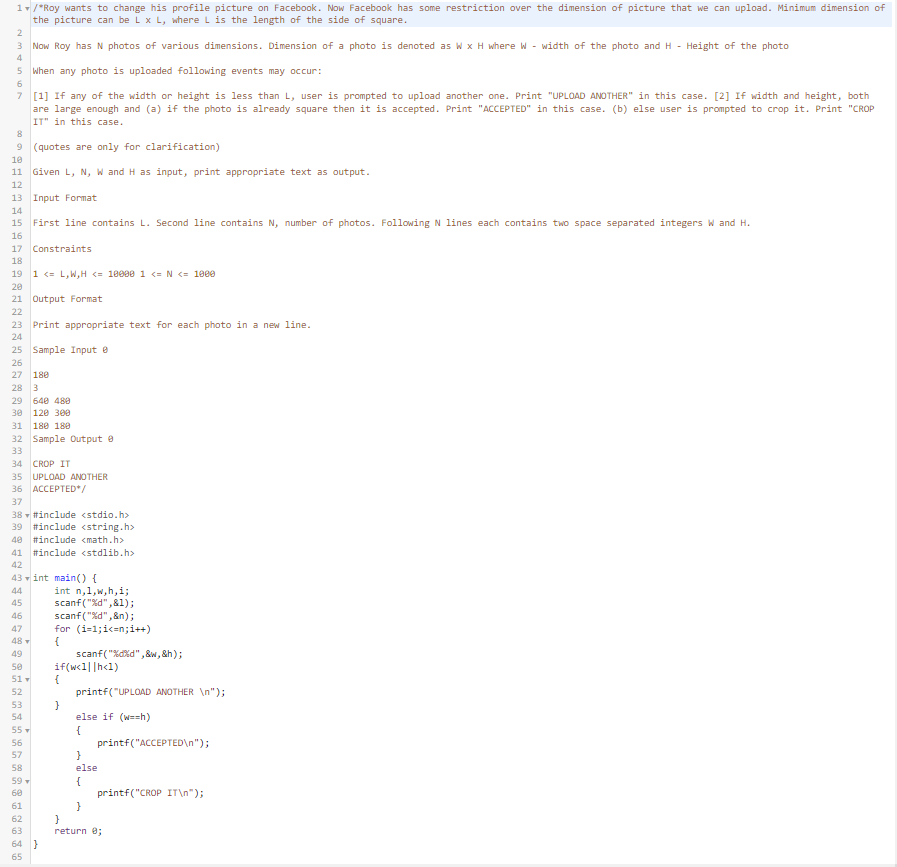 1 /*Roy wants to change his profile picture on Facebook. Now Facebook has some restriction over the dimension of picture that we can upload. Minimum dimension of
the picture can be L x L, where L is the length of the side of square.
2
3 Now Roy has N photos of various dimensions. Dimension of a photo is denoted as W x H where W - width of the photo and H - Height of the photo
4
5 When any photo is uploaded following events may occur:
6
7 [1] If any of the width or height is less than L, user is prompted to upload another one. Print "UPLOAD ANOTHER" in this case. [2] If width and height, both
are large enough and (a) if the photo is already square then it is accepted. Print "ACCEPTED" in this case. (b) else user is prompted to crop it. Print "CROP
IT" in this case.
8
9 (quotes are only for clarification)
10
11 Given L, N, W and H as input, print appropriate text as output.
12
13 Input Format
14
15 First line contains L. Second line contains N, number of photos. Following N lines each contains two space separated integers W and H.
16
17 Constraints
18
19 1 <= L,W,H <= 10000 1 <= N <= 1000
20
21 Output Format
22
23 Print appropriate text for each photo in a new line.
24
25 Sample Input 0
26
27 180
28 3
29 640 480
30 120 300
31 180 180
32 Sample Output 0
33
34 CROP IT
35 UPLOAD ANOTHER
36 ACCEPTED*/
37
38 #include <stdio.h>
39 #include <string.h>
40 #include <math.h>
41 #include <stdlib.h>
42
43 int main() {
44     int n,l,w,h,i;
45     scanf("%d",&l);
46     scanf("%d",&n);
47     for (i=1;i<=n;i++)
48     {
49         scanf("%d%d",&w,&h);
50     if(w<l||h<l)
51     {
52         printf("UPLOAD ANOTHER \n");
53     }
54         else if (w==h)
55         {
56             printf("ACCEPTED\n");
57         }
58         else
59         {
60             printf("CROP IT\n");
61         }
62     }
63     return 0;
64 }
65